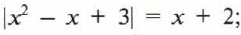 |x² − x + 3| = x + 2;